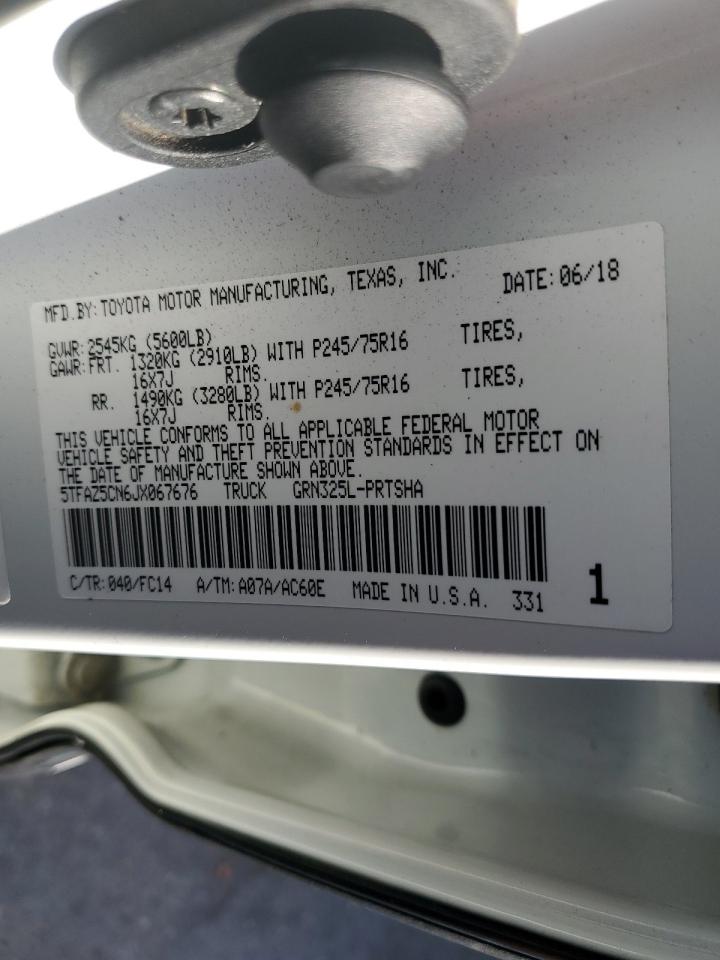 MFD.BY:TOYOTA MOTOR MANUFACTURING, TEXAS, INC. DATE:06/18
GVWR:2545KG (5600LB)
GAWR:FRT. 1320KG (2910LB) WITH P245/75R16 TIRES,
16X7J RIMS.
RR. 1490KG (3280LB) WITH P245/75R16 TIRES,
16X7J RIMS.
THIS VEHICLE CONFORMS TO ALL APPLICABLE FEDERAL MOTOR
VEHICLE SAFETY AND THEFT PREVENTION STANDARDS IN EFFECT ON
THE DATE OF MANUFACTURE SHOWN ABOVE.
5TFAZ5CN6JX067676 TRUCK GRN325L-PRTSHA
C/TR:040/FC14 A/TM:A07A/AC60E MADE IN U.S.A. 331 1